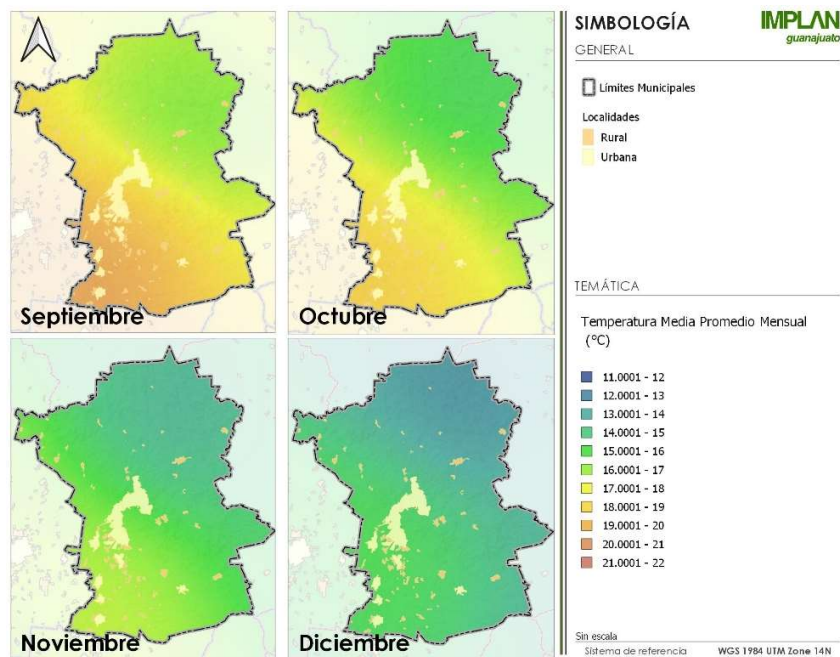 Septiembre
Octubre
Noviembre
Diciembre
SIMBOLOGÍA
IMPLAN
guanajuato
GENERAL
Límites Municipales
Localidades
Rural
Urbana
TEMÁTICA
Temperatura Media Promedio Mensual
(°C)
11.0001 - 12
12.0001 - 13
13.0001 - 14
14.0001 - 15
15.0001 - 16
16.0001 - 17
17.0001 - 18
18.0001 - 19
19.0001 - 20
20.0001 - 21
21.0001 - 22
Sin escala
Sistema de referencia WGS 1984 UTM Zone 14N